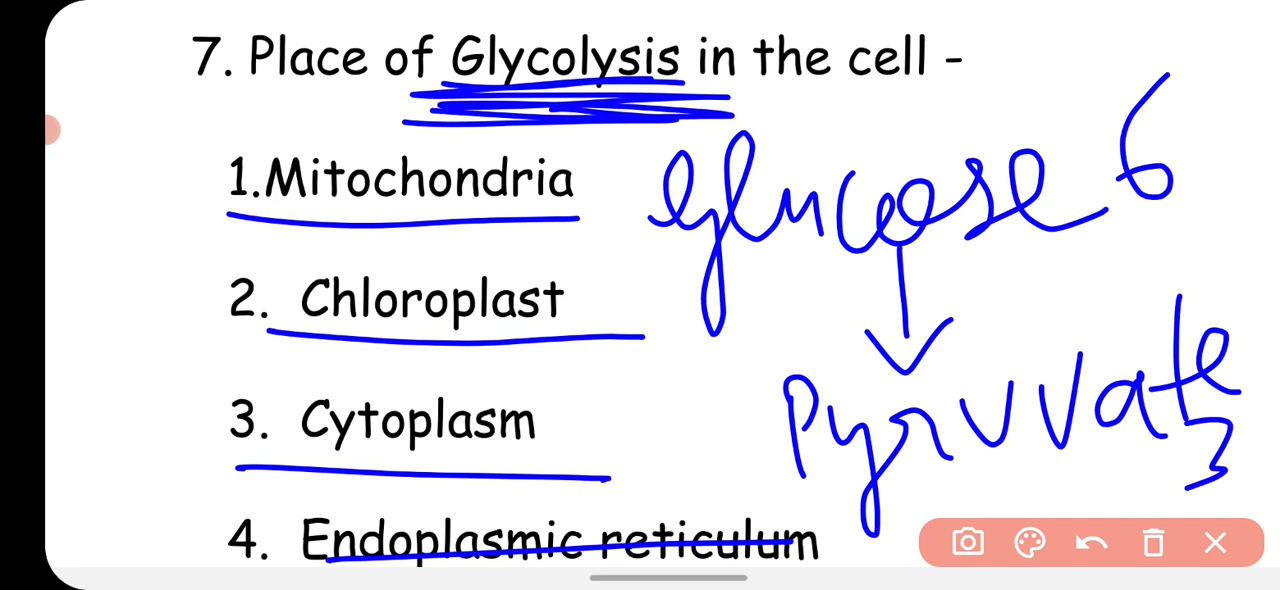 7. Place of Glycolysis in the cell -
1.Mitochondria
glucose 6
2. Chloroplast
Pyruvate 3
3. Cytoplasm
4. Endoplasmic reticulum